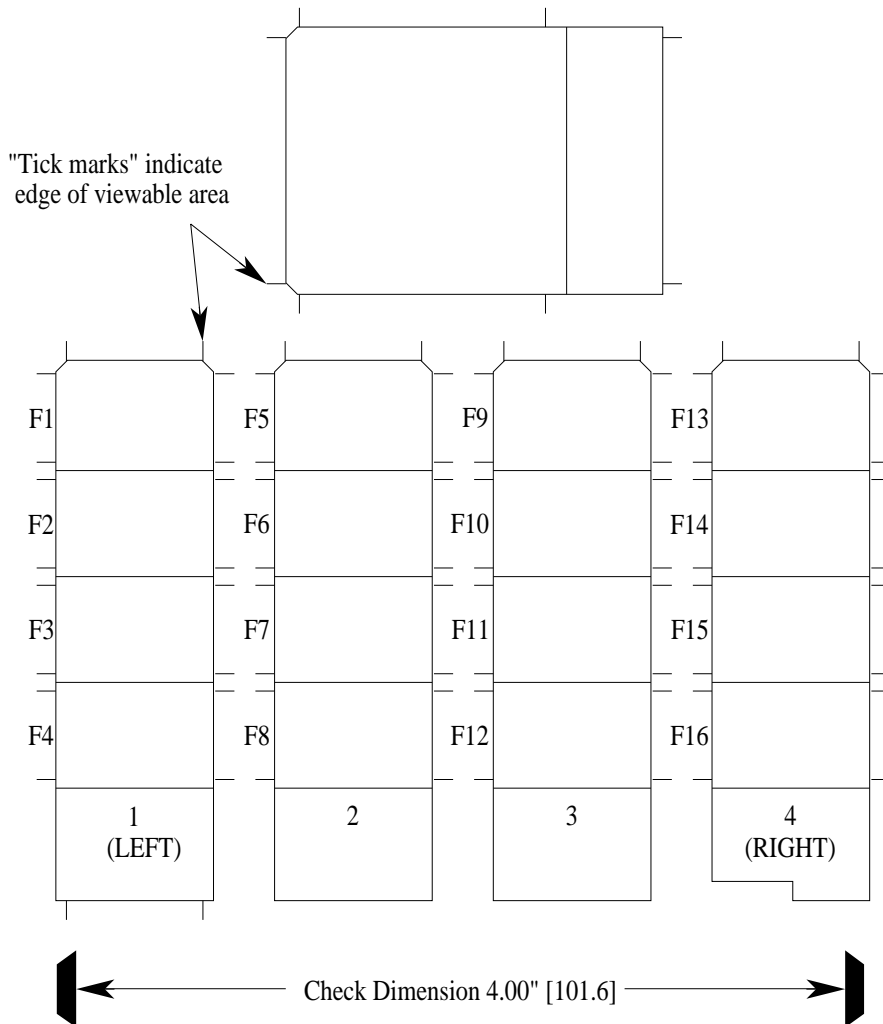 "Tick marks" indicate
edge of viewable area
F1
F5
F9
F13
F2
F6
F10
F14
F3
F7
F11
F15
F4
F8
F12
F16
1
(LEFT)
2
3
4
(RIGHT)
Check Dimension 4.00" [101.6]